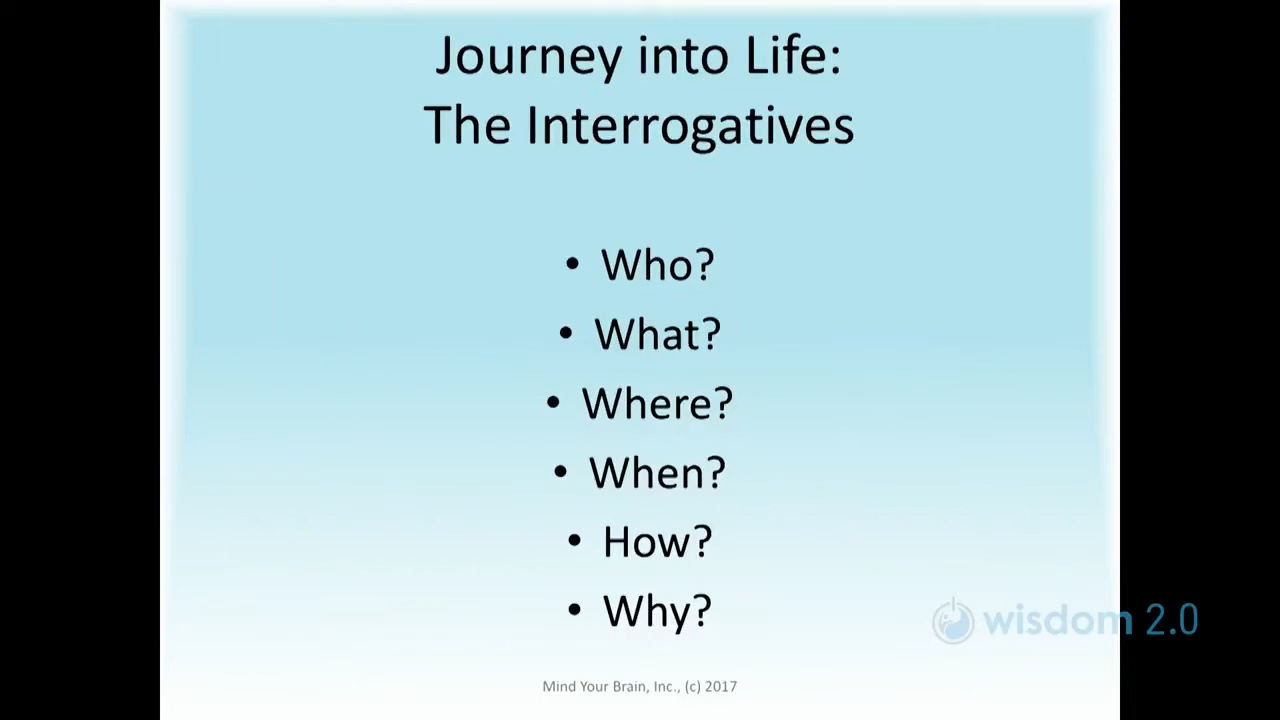 Journey into Life:
The Interrogatives
• Who?
• What?
• Where?
• When?
• How?
• Why?
wisdom 2.0
Mind Your Brain, Inc., (c) 2017